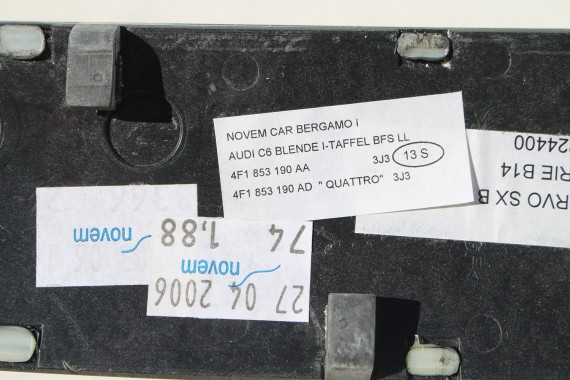 NOVEM CAR BERGAMO I
AUDI C6 BLENDE I-TAFFEL BFS LL
4F1 853 190 AA 3J3 13 S
4F1 853 190 AD "QUATTRO" 3J3
24400
RIE B14
RVO SX B
novem
74 1,88
novem
27 04 2006